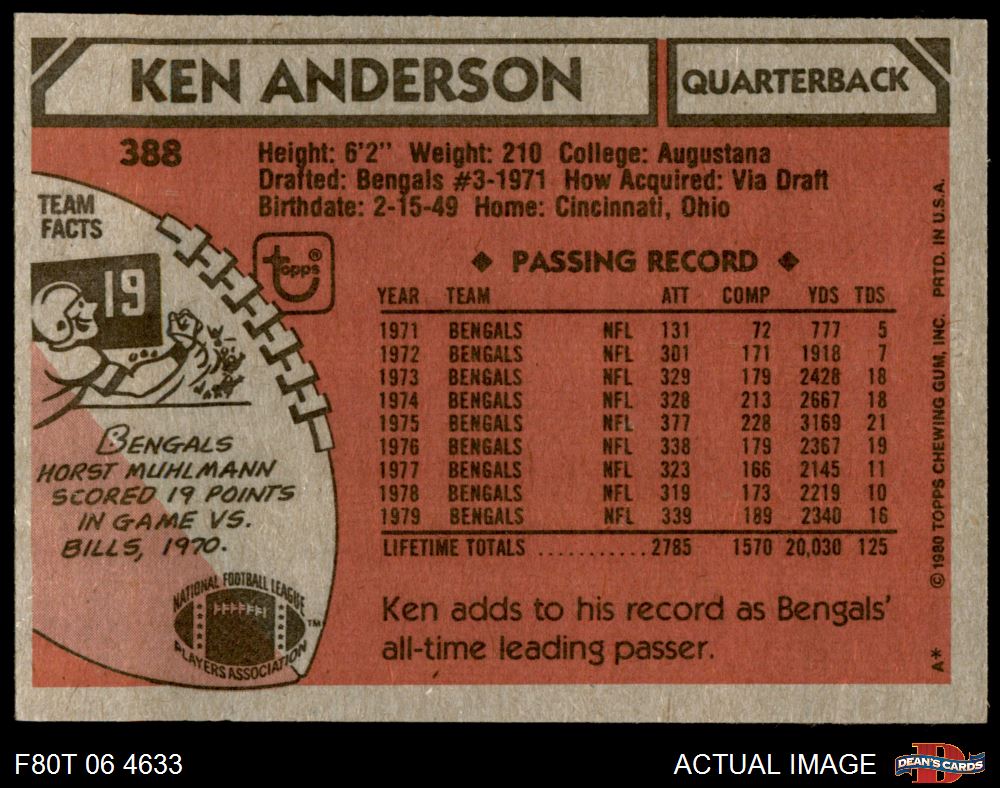 KEN ANDERSON
QUARTERBACK
388
Height: 6'2" Weight: 210 College: Augustana
Drafted: Bengals #3-1971 How Acquired: Via Draft
Birthdate: 2-15-49 Home: Cincinnati, Ohio
TEAM
FACTS
19
BENGALS
HORST MUHLMANN
SCORED 19 POINTS
IN GAME VS.
BILLS, 1970.
NATIONAL FOOTBALL LEAGUE
PLAYERS ASSOCIATION
TM
topps®
◆ PASSING RECORD ◆
YEAR TEAM ATT COMP YDS TDS
1971 BENGALS NFL 131 72 777 5
1972 BENGALS NFL 301 171 1918 7
1973 BENGALS NFL 329 179 2428 18
1974 BENGALS NFL 328 213 2667 18
1975 BENGALS NFL 377 228 3169 21
1976 BENGALS NFL 338 179 2367 19
1977 BENGALS NFL 323 166 2145 11
1978 BENGALS NFL 319 173 2219 10
1979 BENGALS NFL 339 189 2340 16
LIFETIME TOTALS ........... 2785 1570 20,030 125
Ken adds to his record as Bengals'
all-time leading passer.
A* © 1980 TOPPS CHEWING GUM, INC. PRTD. IN U.S.A.
F80T 06 4633
ACTUAL IMAGE
D
DEAN'S CARDS